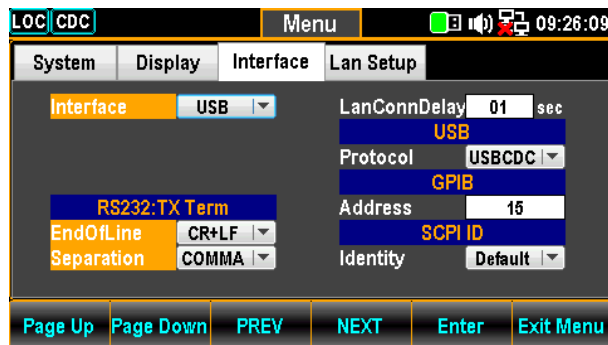 LOC CDC Menu 09:26:09
System Display Interface Lan Setup
Interface USB
LanConnDelay 01 sec
USB
Protocol USBCDC
GPIB
RS232:TX Term
Address 15
EndOfLine CR+LF
SCPI ID
Separation COMMA
Identity Default
Page Up Page Down PREV NEXT Enter Exit Menu